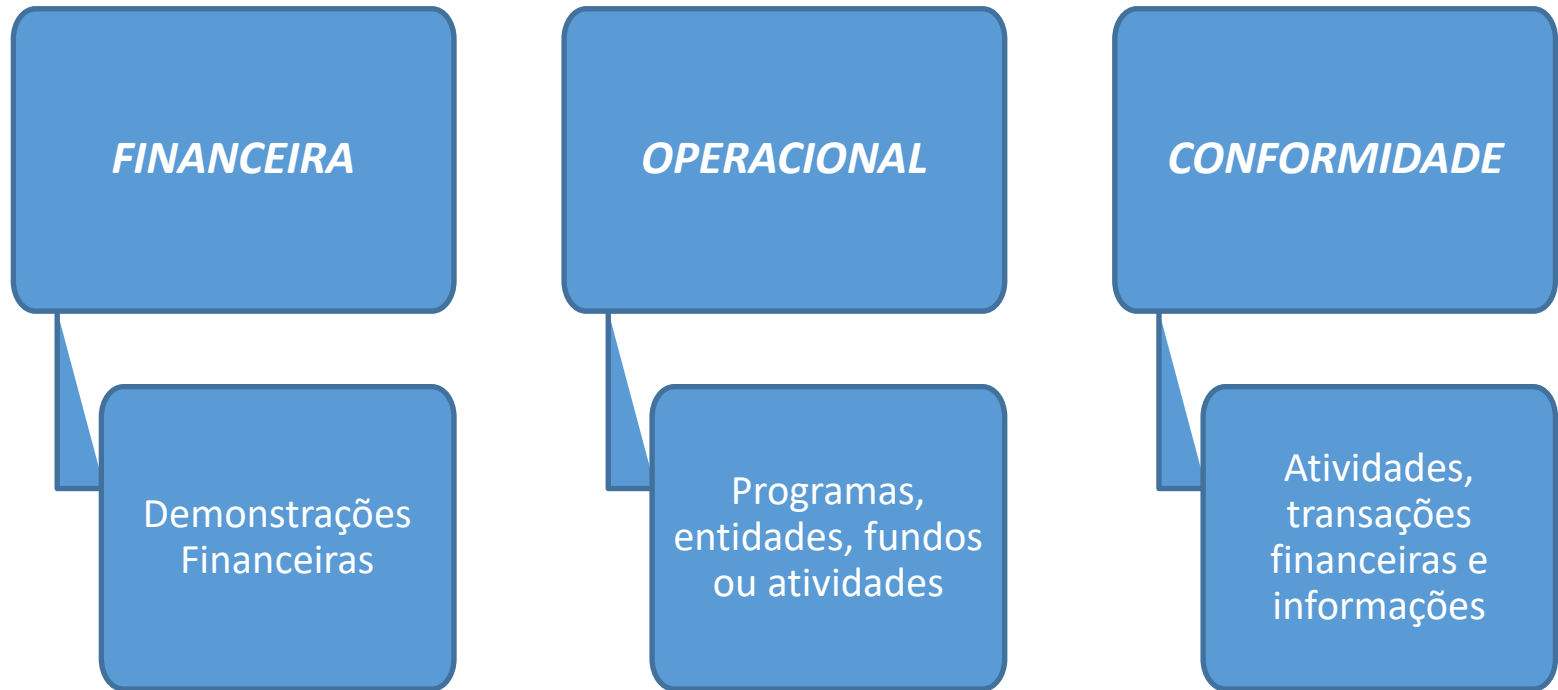 FINANCEIRA
Demonstrações
Financeiras
OPERACIONAL
Programas,
entidades, fundos
ou atividades
CONFORMIDADE
Atividades,
transações
financeiras e
informações